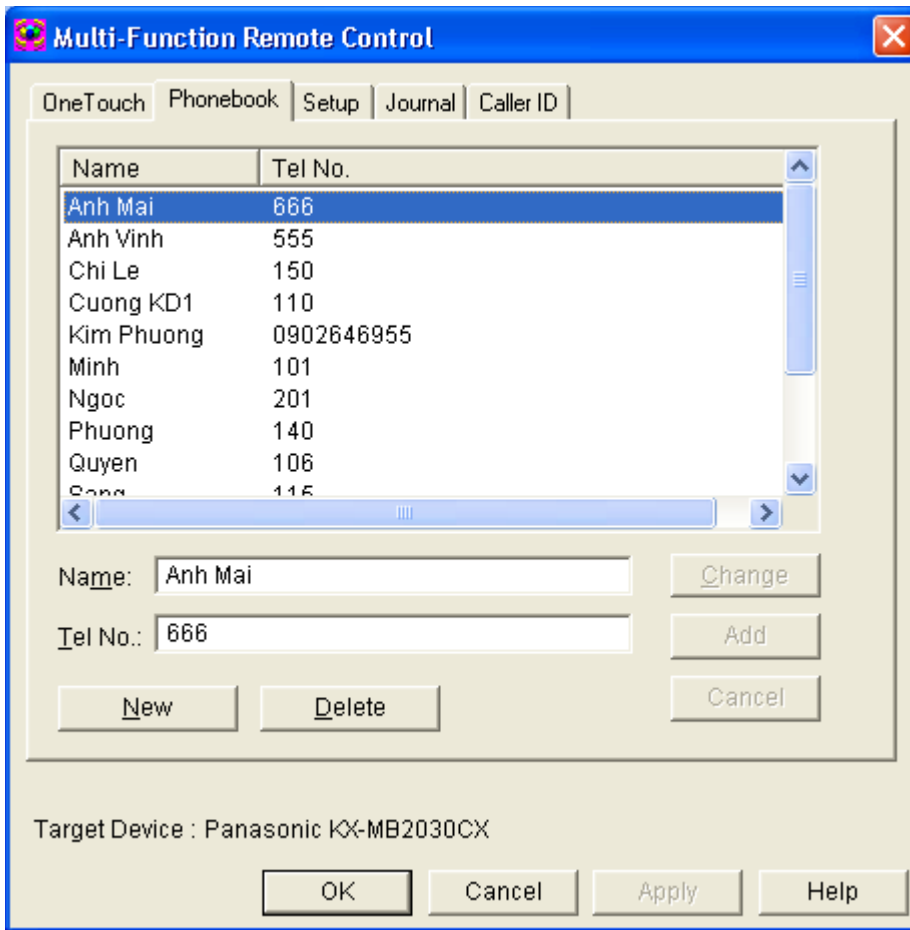 Multi-Function Remote Control
OneTouch Phonebook Setup Journal Caller ID
Name Tel No.
Anh Mai 666
Anh Vinh 555
Chi Le 150
Cuong KD1 110
Kim Phuong 0902646955
Minh 101
Ngoc 201
Phuong 140
Quyen 106
Sang
Name: Anh Mai Change
Tel No.: 666 Add
New Delete Cancel
Target Device : Panasonic KX-MB2030CX
OK Cancel Apply Help